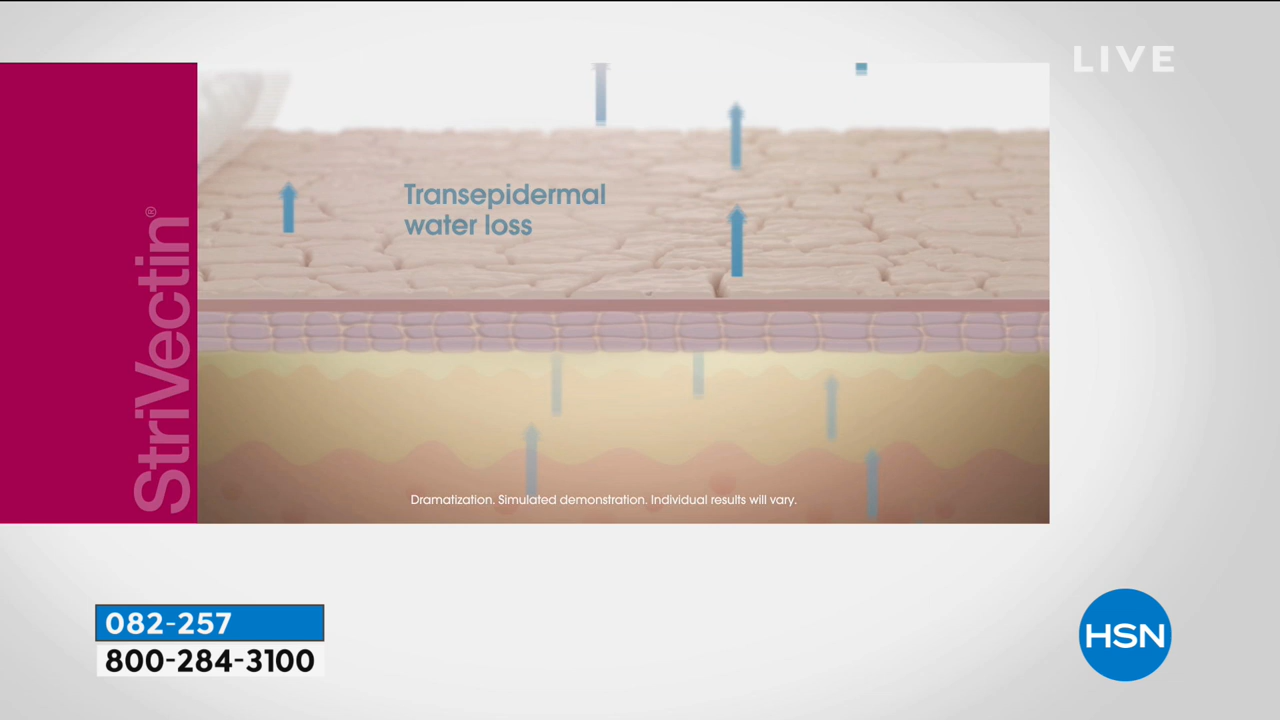 LIVE
StriVectin®
Transepidermal
water loss
Dramatization. Simulated demonstration. Individual results will vary.
082-257
800-284-3100
HSN